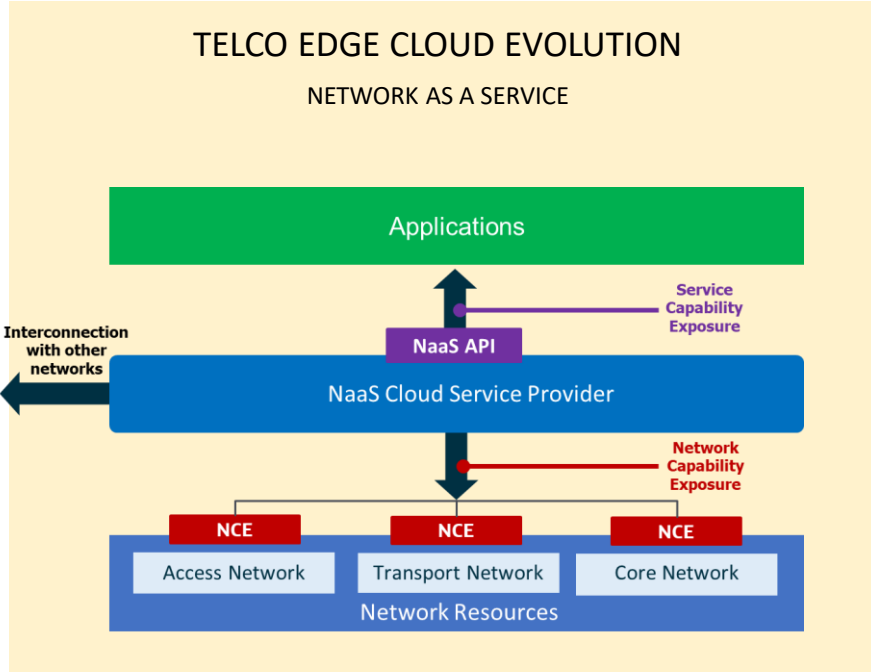 TELCO EDGE CLOUD EVOLUTION
NETWORK AS A SERVICE
Applications
Service
Capability
Exposure
Interconnection
with other
networks
NaaS API
NaaS Cloud Service Provider
Network
Capability
Exposure
NCE
NCE
NCE
Access Network
Transport Network
Core Network
Network Resources